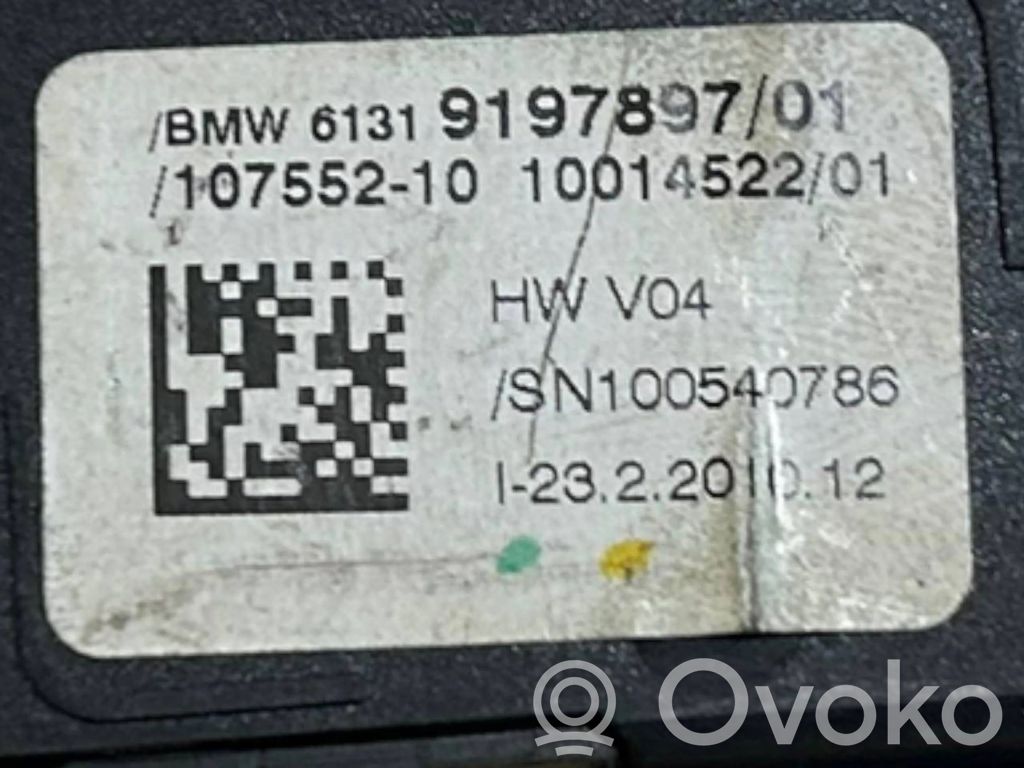 /BMW 6131 9197897/01
/107552-10 10014522/01
HW V04
/SN100540786
I-23.2.2010.12
Ovoko